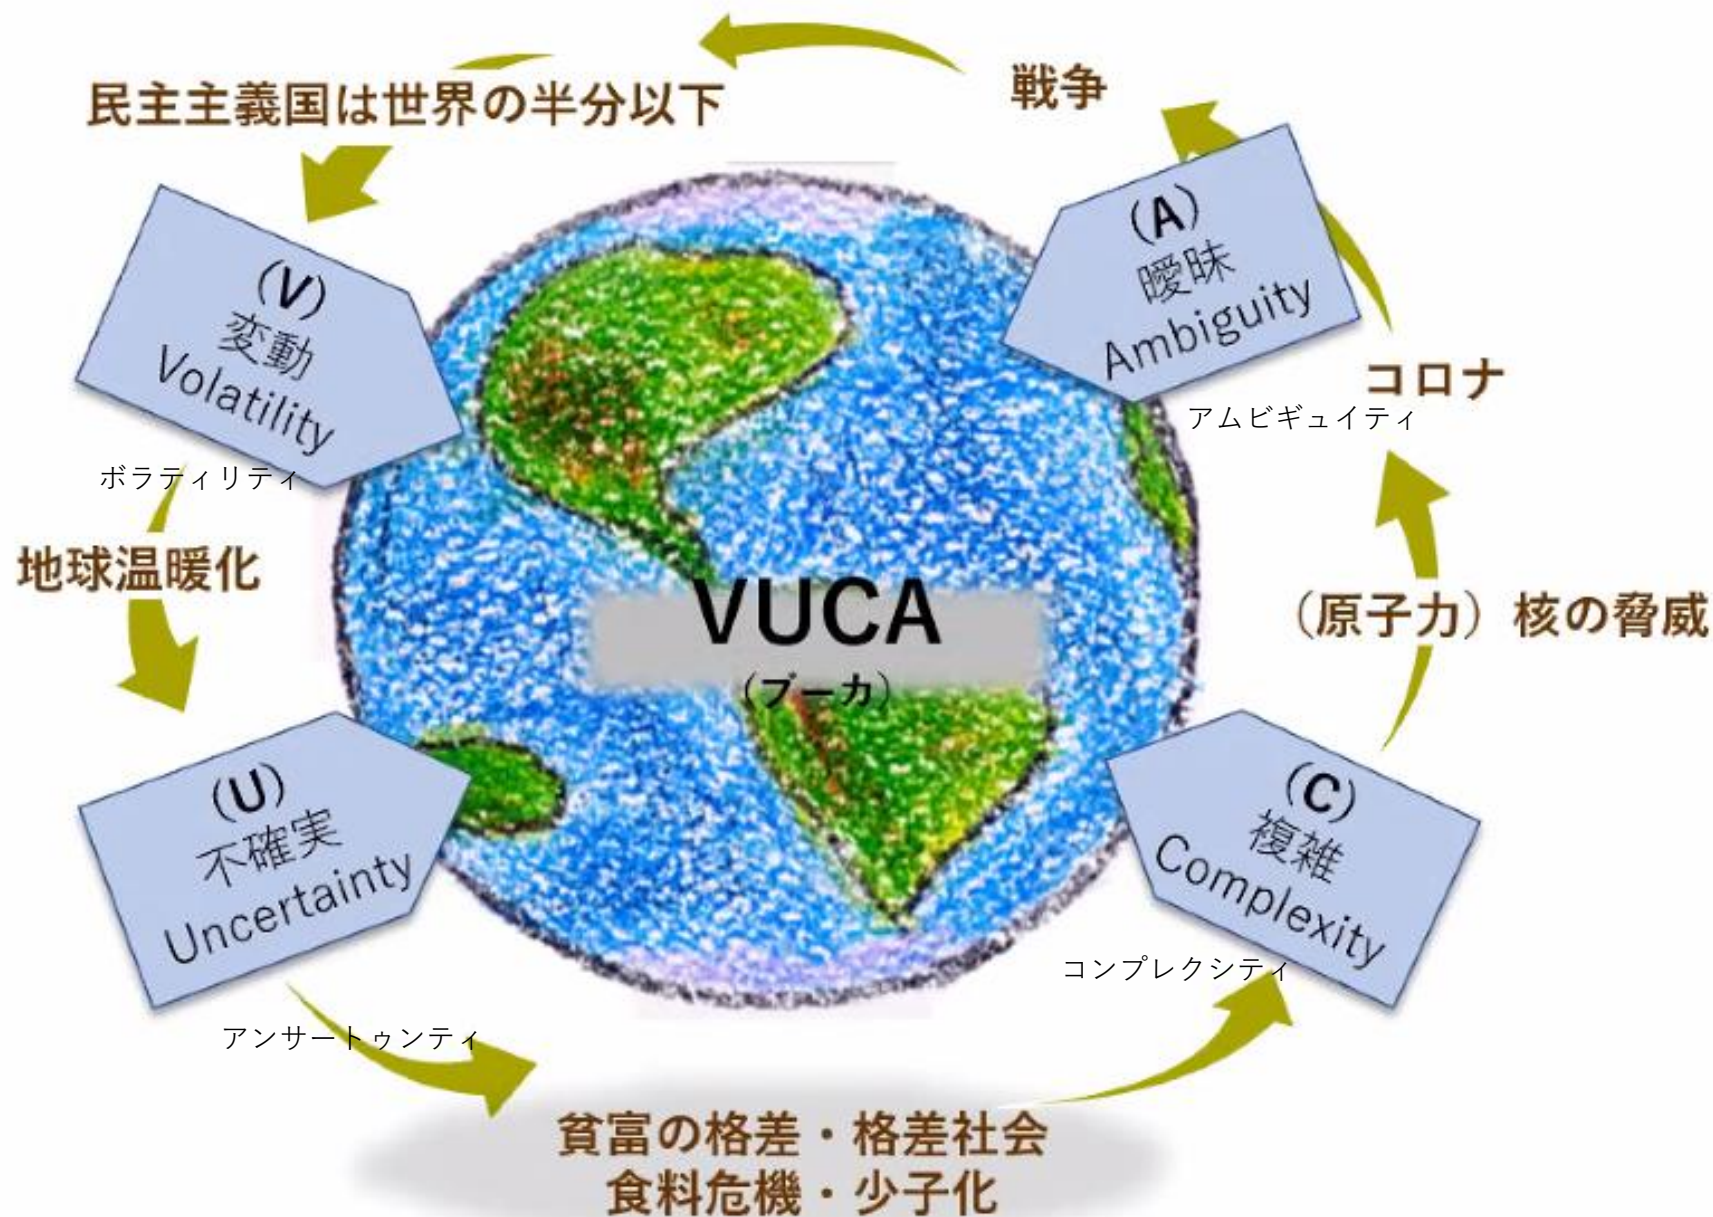 民主主義国は世界の半分以下
戦争
(V)
変動
Volatility
ボラティリティ
(A)
曖昧
Ambiguity
アムビギュイティ
コロナ
地球温暖化
VUCA
(ブーカ)
(原子力)核の脅威
(U)
不確実
Uncertainty
アンサートゥンティ
(C)
複雑
Complexity
コンプレクシティ
貧富の格差・格差社会
食料危機・少子化